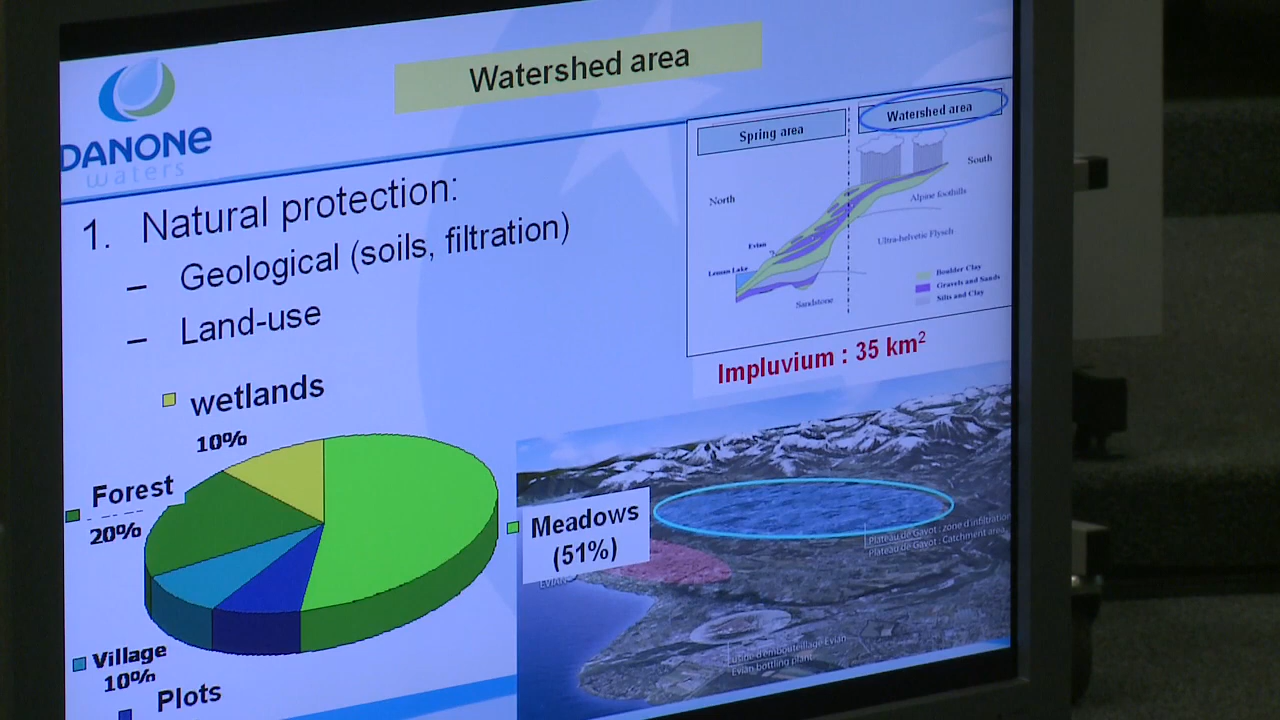 Watershed area
DANONE
waters
1. Natural protection:
– Geological (soils, filtration)
– Land-use
Spring area
Watershed area
North
South
Alpine foothills
Ultra-helvetic Flysch
Evian
Leman Lake
Sandstone
Boulder Clay
Gravels and Sands
Silts and Clay
Impluvium : 35 km²
wetlands
10%
Forest
20%
Meadows
(51%)
Village
10%
Plots
Plateau de Gavot : zone d'infiltration
Plateau de Gavot : Catchment area
EVIAN
Usine d'embouteillage Evian
Evian bottling plant